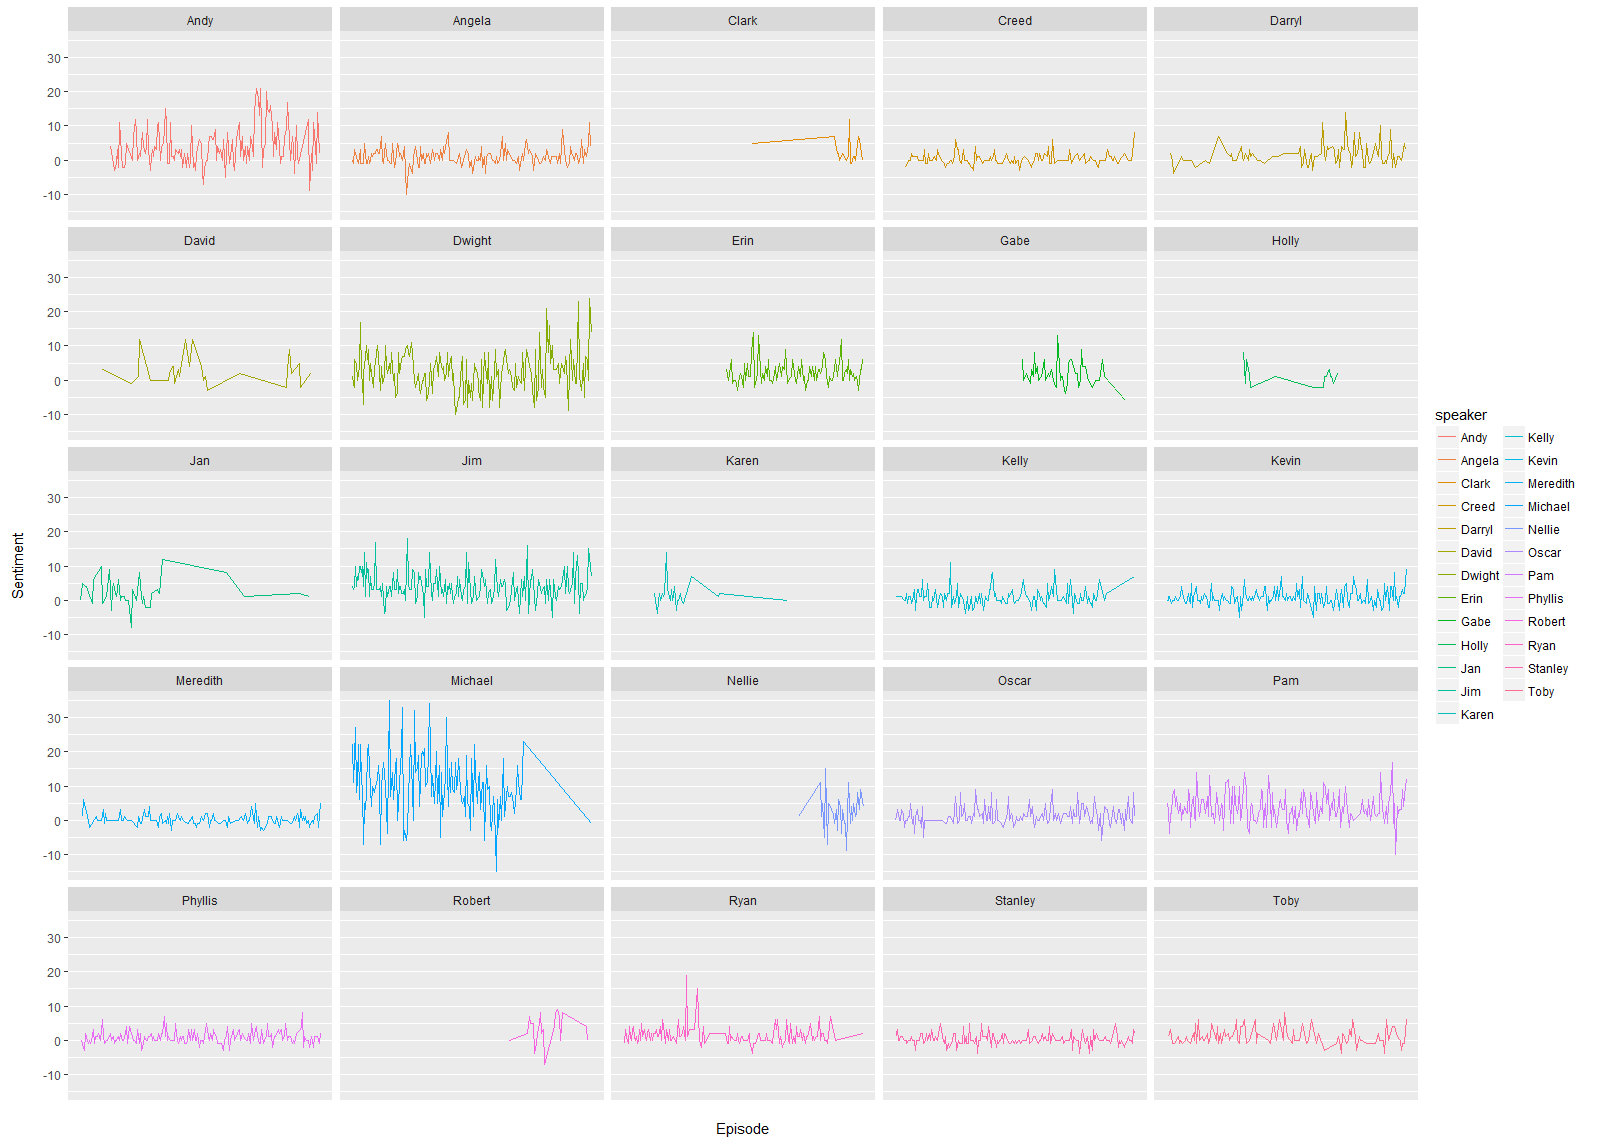 Andy Angela Clark Creed Darryl
30
20
10
0
-10
David Dwight Erin Gabe Holly
30
20
10
0
-10
Jan Jim Karen Kelly Kevin
30
20
10
0
-10
Meredith Michael Nellie Oscar Pam
30
20
10
0
-10
Phyllis Robert Ryan Stanley Toby
30
20
10
0
-10
Sentiment
Episode
speaker
Andy Kelly
Angela Kevin
Clark Meredith
Creed Michael
Darryl Nellie
David Oscar
Dwight Pam
Erin Phyllis
Gabe Robert
Holly Ryan
Jan Stanley
Jim Toby
Karen